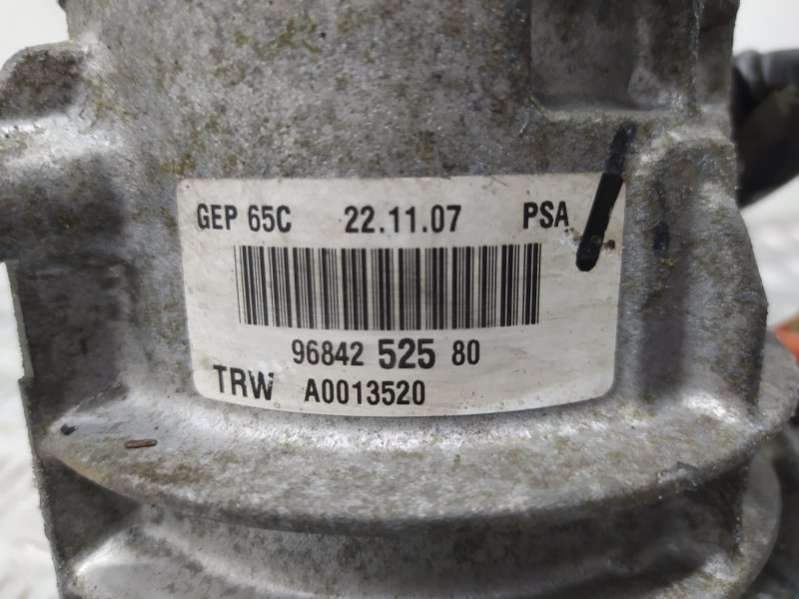 GEP 65C 22.11.07 PSA
96842 525 80
TRW A0013520